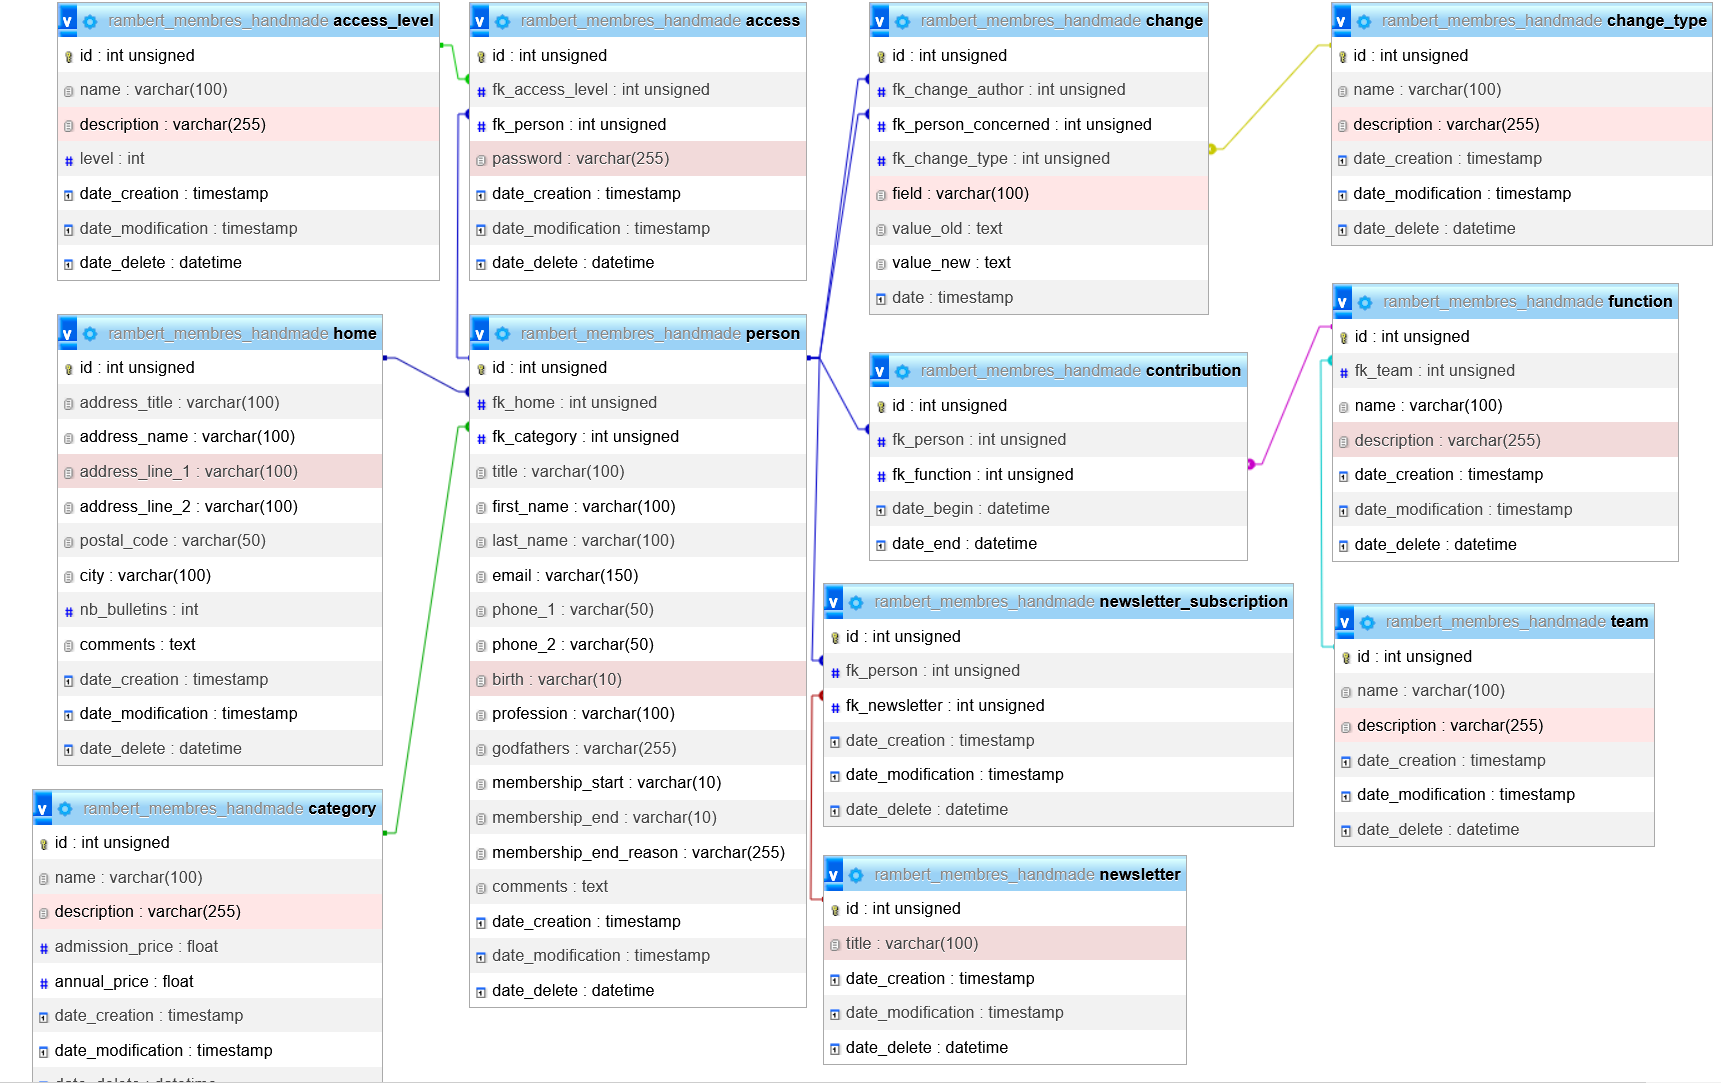 rambert_membres_handmade access_level
id : int unsigned
name : varchar(100)
description : varchar(255)
level : int
date_creation : timestamp
date_modification : timestamp
date_delete : datetime
rambert_membres_handmade access
id : int unsigned
fk_access_level : int unsigned
fk_person : int unsigned
password : varchar(255)
date_creation : timestamp
date_modification : timestamp
date_delete : datetime
rambert_membres_handmade change
id : int unsigned
fk_change_author : int unsigned
fk_person_concerned : int unsigned
fk_change_type : int unsigned
field : varchar(100)
value_old : text
value_new : text
date : timestamp
rambert_membres_handmade change_type
id : int unsigned
name : varchar(100)
description : varchar(255)
date_creation : timestamp
date_modification : timestamp
date_delete : datetime
rambert_membres_handmade home
id : int unsigned
address_title : varchar(100)
address_name : varchar(100)
address_line_1 : varchar(100)
address_line_2 : varchar(100)
postal_code : varchar(50)
city : varchar(100)
nb_bulletins : int
comments : text
date_creation : timestamp
date_modification : timestamp
date_delete : datetime
rambert_membres_handmade person
id : int unsigned
fk_home : int unsigned
fk_category : int unsigned
title : varchar(100)
first_name : varchar(100)
last_name : varchar(100)
email : varchar(150)
phone_1 : varchar(50)
phone_2 : varchar(50)
birth : varchar(10)
profession : varchar(100)
godfathers : varchar(255)
membership_start : varchar(10)
membership_end : varchar(10)
membership_end_reason : varchar(255)
comments : text
date_creation : timestamp
date_modification : timestamp
date_delete : datetime
rambert_membres_handmade contribution
id : int unsigned
fk_person : int unsigned
fk_function : int unsigned
date_begin : datetime
date_end : datetime
rambert_membres_handmade function
id : int unsigned
fk_team : int unsigned
name : varchar(100)
description : varchar(255)
date_creation : timestamp
date_modification : timestamp
date_delete : datetime
rambert_membres_handmade newsletter_subscription
id : int unsigned
fk_person : int unsigned
fk_newsletter : int unsigned
date_creation : timestamp
date_modification : timestamp
date_delete : datetime
rambert_membres_handmade team
id : int unsigned
name : varchar(100)
description : varchar(255)
date_creation : timestamp
date_modification : timestamp
date_delete : datetime
rambert_membres_handmade category
id : int unsigned
name : varchar(100)
description : varchar(255)
admission_price : float
annual_price : float
date_creation : timestamp
date_modification : timestamp
rambert_membres_handmade newsletter
id : int unsigned
title : varchar(100)
date_creation : timestamp
date_modification : timestamp
date_delete : datetime